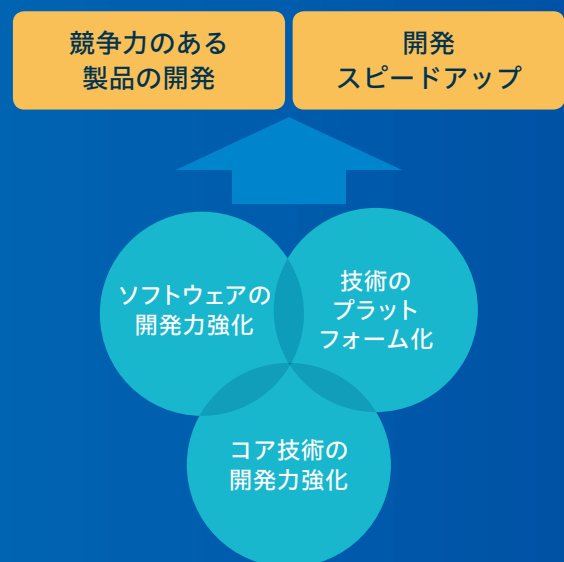 競争力のある
製品の開発
開発
スピードアップ
ソフトウェアの
開発力強化
技術の
プラット
フォーム化
コア技術の
開発力強化